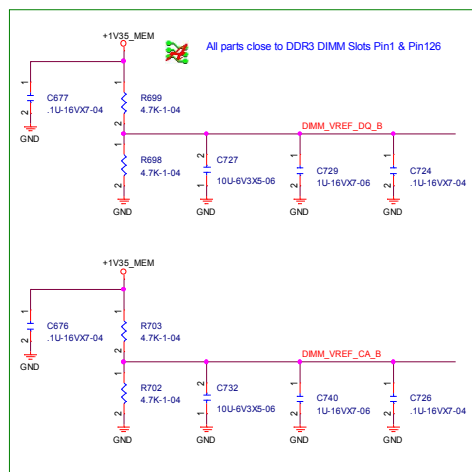 +1V35_MEM
All parts close to DDR3 DIMM Slots Pin1 & Pin126
1
C677
.1U-16VX7-04
2
GND
1
R699
4.7K-1-04
2
DIMM_VREF_DQ_B
1
R698
4.7K-1-04
2
GND
2
C727
10U-6V3X5-06
1
GND
1
C729
1U-16VX7-06
2
GND
1
C724
.1U-16VX7-04
2
GND
+1V35_MEM
1
C676
.1U-16VX7-04
2
GND
1
R703
4.7K-1-04
2
DIMM_VREF_CA_B
1
R702
4.7K-1-04
2
GND
2
C732
10U-6V3X5-06
1
GND
1
C740
1U-16VX7-06
2
GND
1
C726
.1U-16VX7-04
2
GND